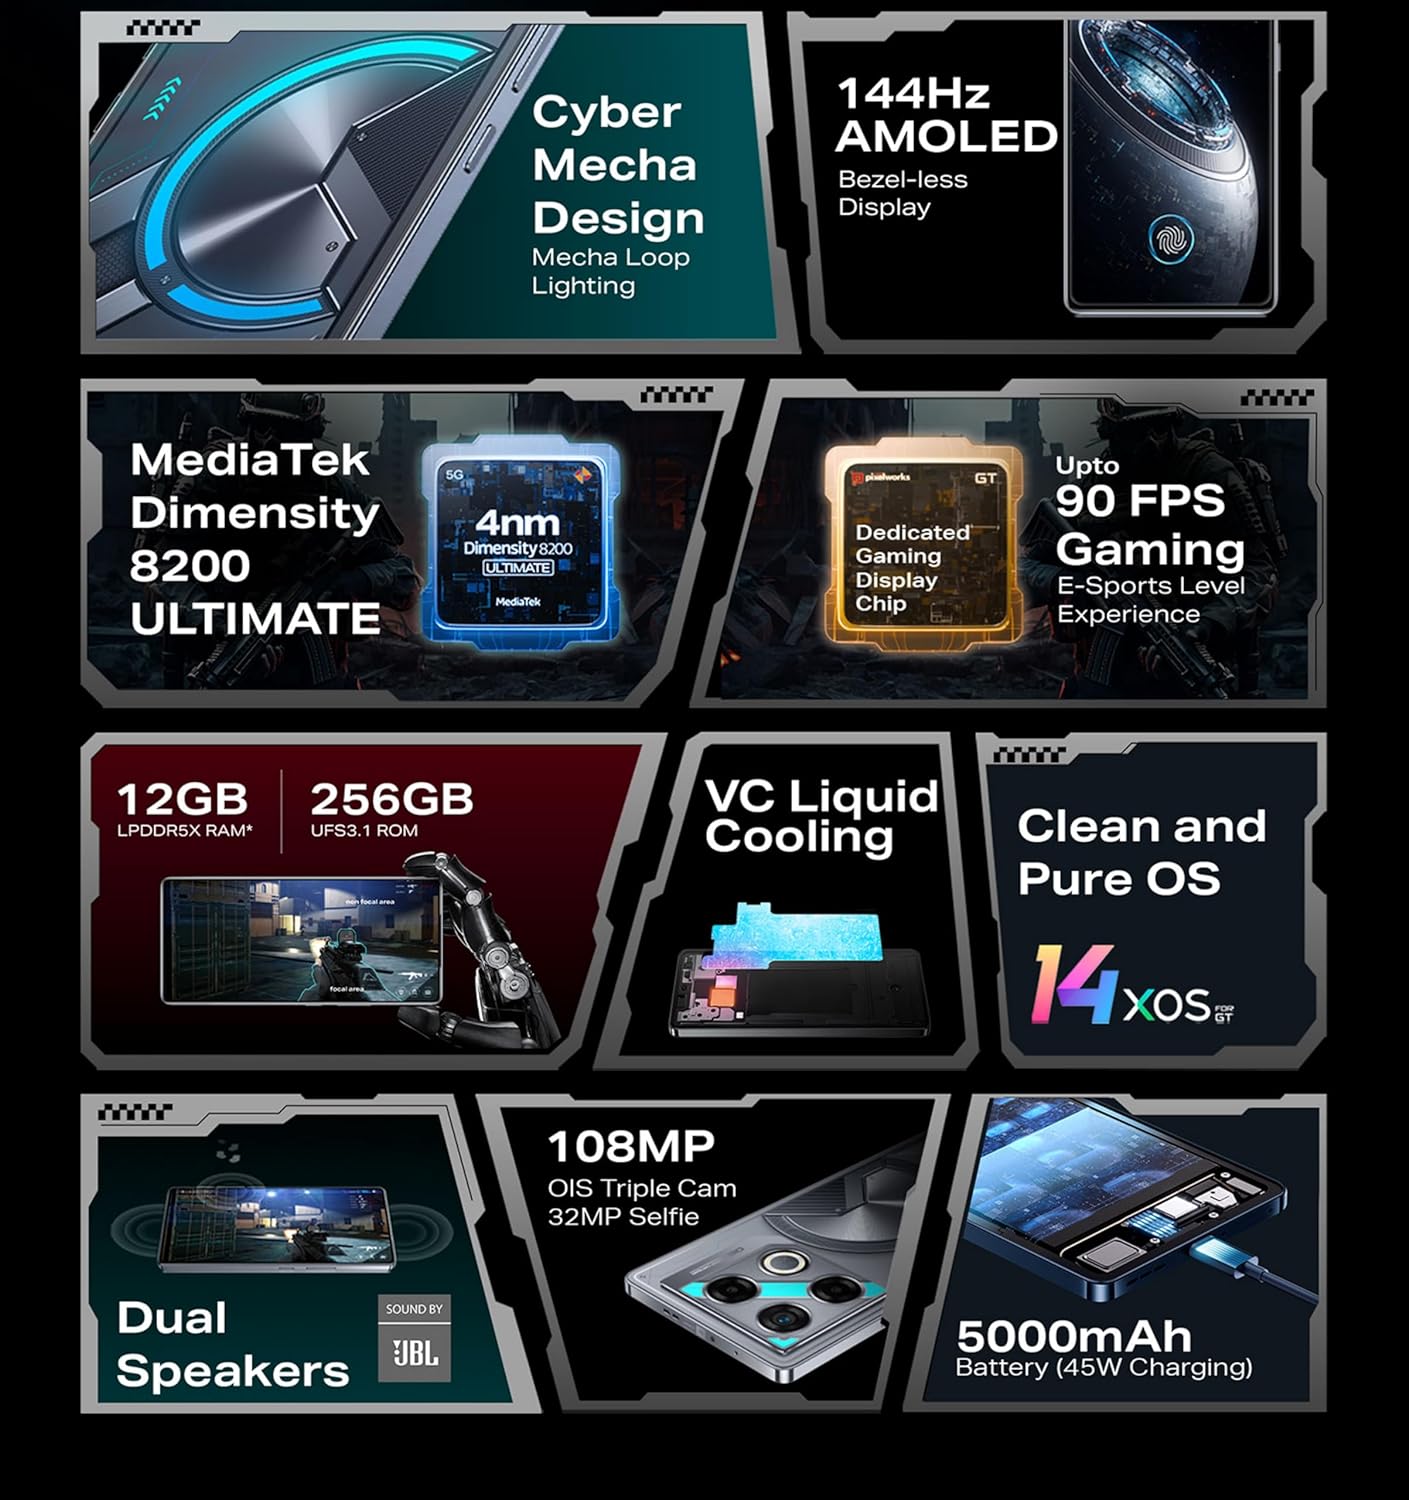 Cyber
Mecha
Design
Mecha Loop
Lighting
144Hz
AMOLED
Bezel-less
Display
MediaTek
Dimensity
8200
ULTIMATE
5G
4nm
Dimensity 8200
ULTIMATE
MediaTek
pixelworks
GT
Dedicated
Gaming
Display
Chip
Upto
90 FPS
Gaming
E-Sports Level
Experience
12GB
LPDDR5X RAM*
256GB
UFS3.1 ROM
non focal area
focal area
VC Liquid
Cooling
Clean and
Pure OS
14 XOS FOR GT
Dual
Speakers
SOUND BY
JBL
108MP
OIS Triple Cam
32MP Selfie
5000mAh
Battery (45W Charging)